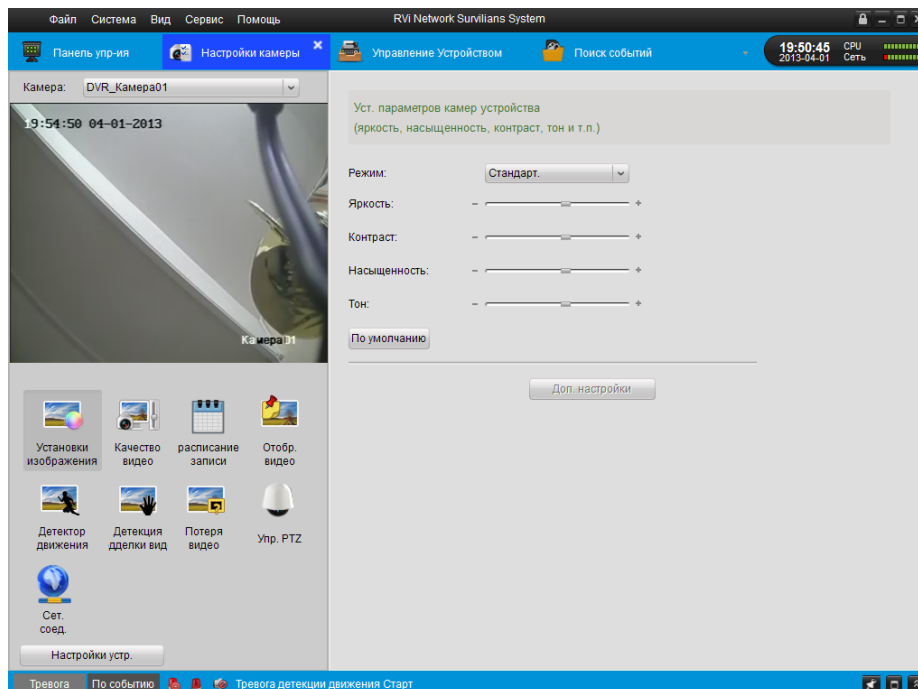 Файл Система Вид Сервис Помощь RVi Network Survilians System
Панель упр-ия Настройки камеры Управление Устройством Поиск событий 19:50:45 CPU
2013-04-01 Сеть
Камера: DVR_Камера01
19:54:50 04-01-2013
Камера01
Уст. параметров камер устройства
(яркость, насыщенность, контраст, тон и т.п.)
Режим: Стандарт.
Яркость: - +
Контраст: - +
Насыщенность: - +
Тон: - +
По умолчанию
Доп. настройки
Установки
изображения
Качество
видео
расписание
записи
Отобр.
видео
Детектор
движения
Детекция
дделки вид
Потеря
видео
Упр. PTZ
Сет.
соед.
Настройки устр.
Тревога По событию Тревога детекции движения Старт